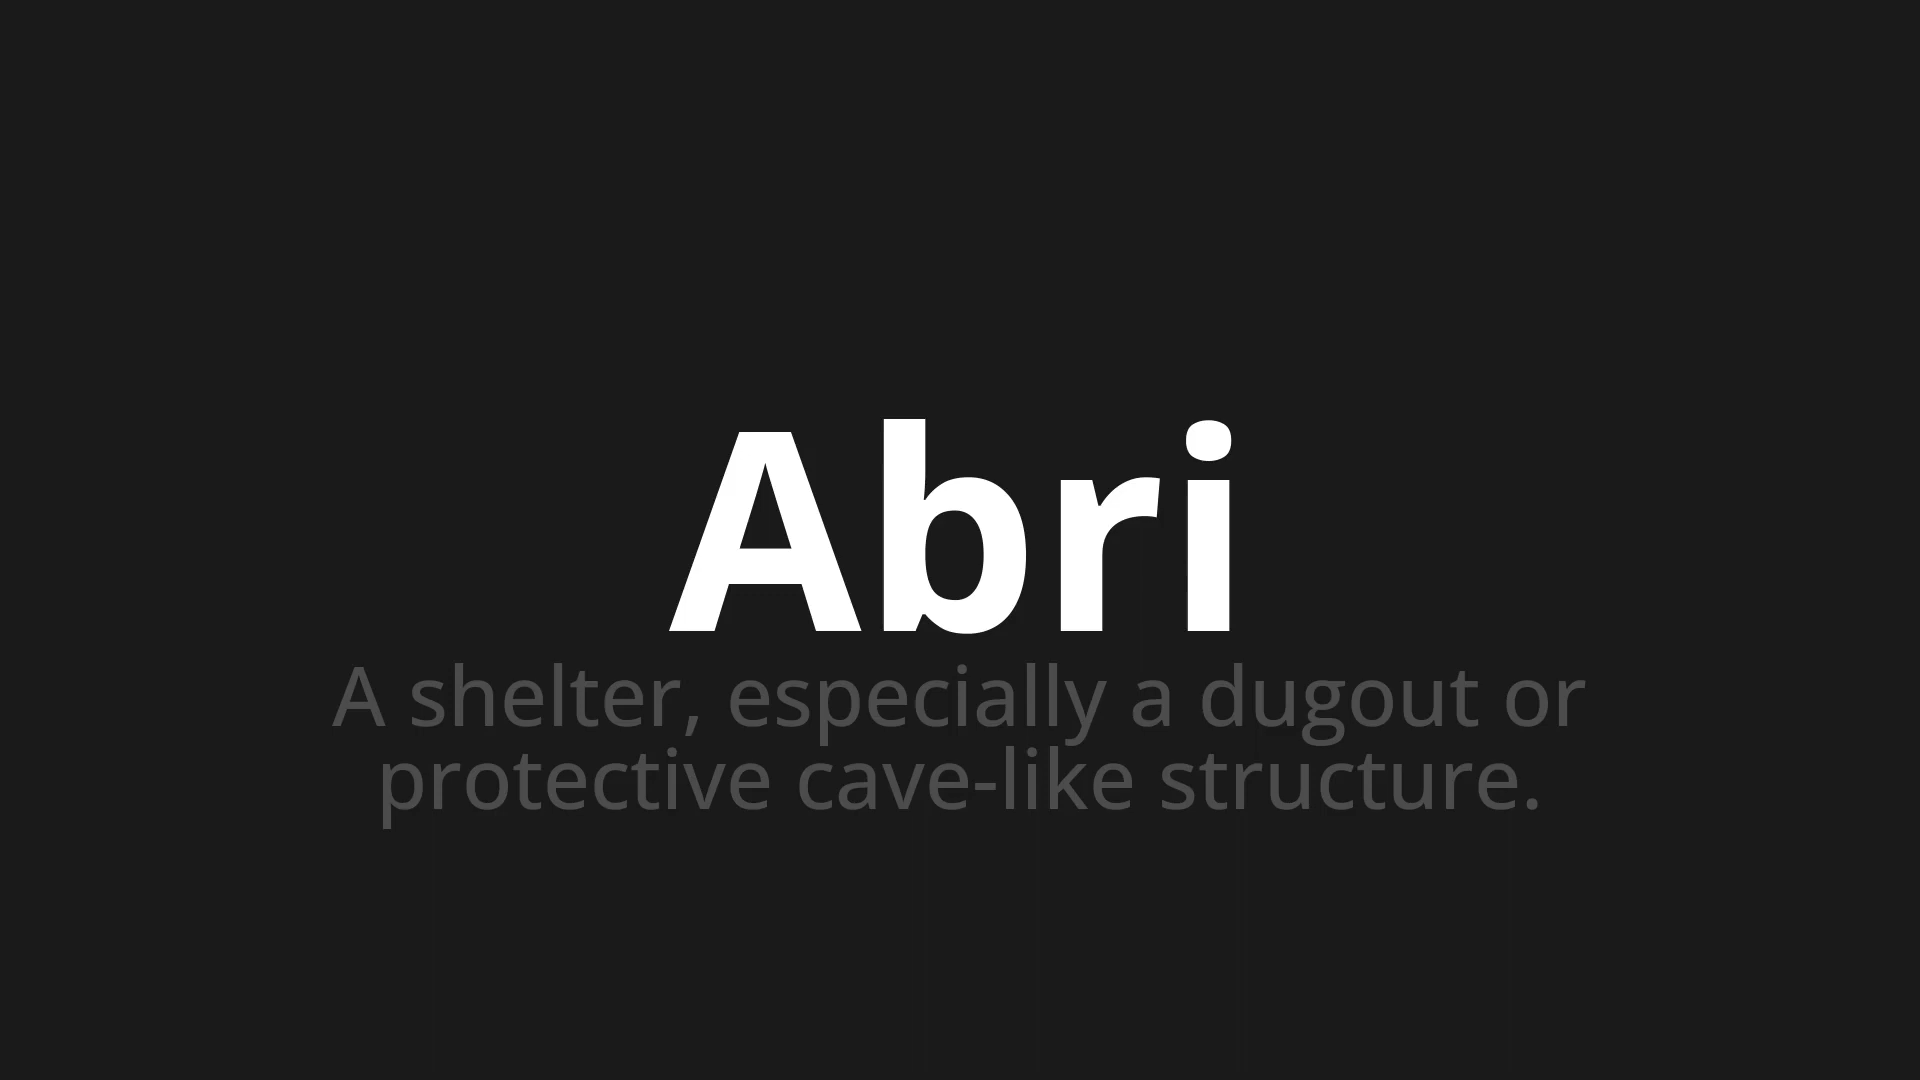 Abri
A shelter, especially a dugout or
protective cave-like structure.